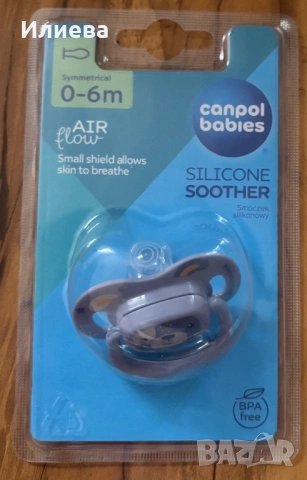 Илиева
Symmetrical
0-6m
canpol
babies
AIR
flow
Small shield allows
skin to breathe
SILICONE
SOOTHER
Smoczek
silikonowy
BPA
free
BAZAR